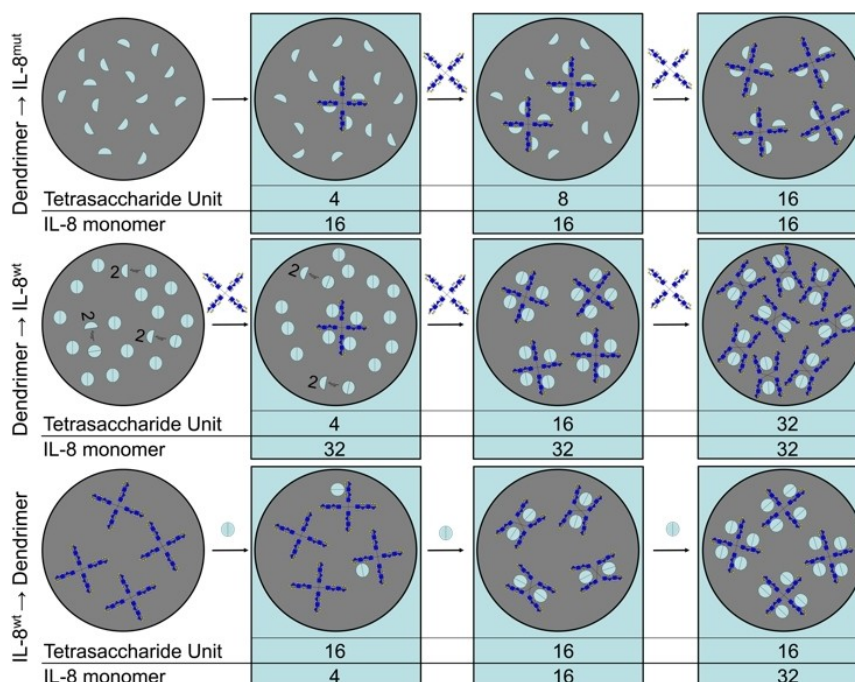 Dendrimer → IL-8mut
Tetrasaccharide Unit 4 8 16
IL-8 monomer 16 16 16
Dendrimer → IL-8wt
2
2
2
2
2
Tetrasaccharide Unit 4 16 32
IL-8 monomer 32 32 32
IL-8wt → Dendrimer
Tetrasaccharide Unit 16 16 16
IL-8 monomer 4 16 32